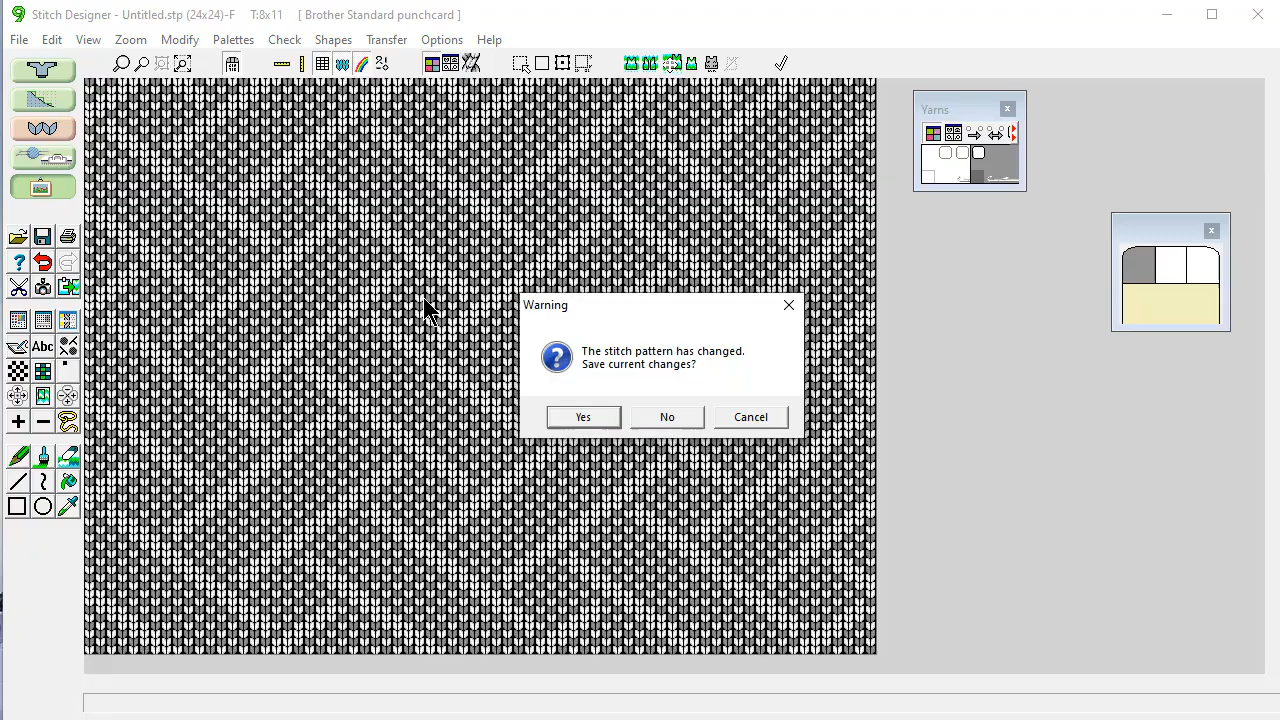 Stitch Designer - Untitled.stp (24x24)-F T:8x11 [ Brother Standard punchcard ]
File Edit View Zoom Modify Palettes Check Shapes Transfer Options Help
Yarns
Warning
The stitch pattern has changed.
Save current changes?
Yes No Cancel
Abc